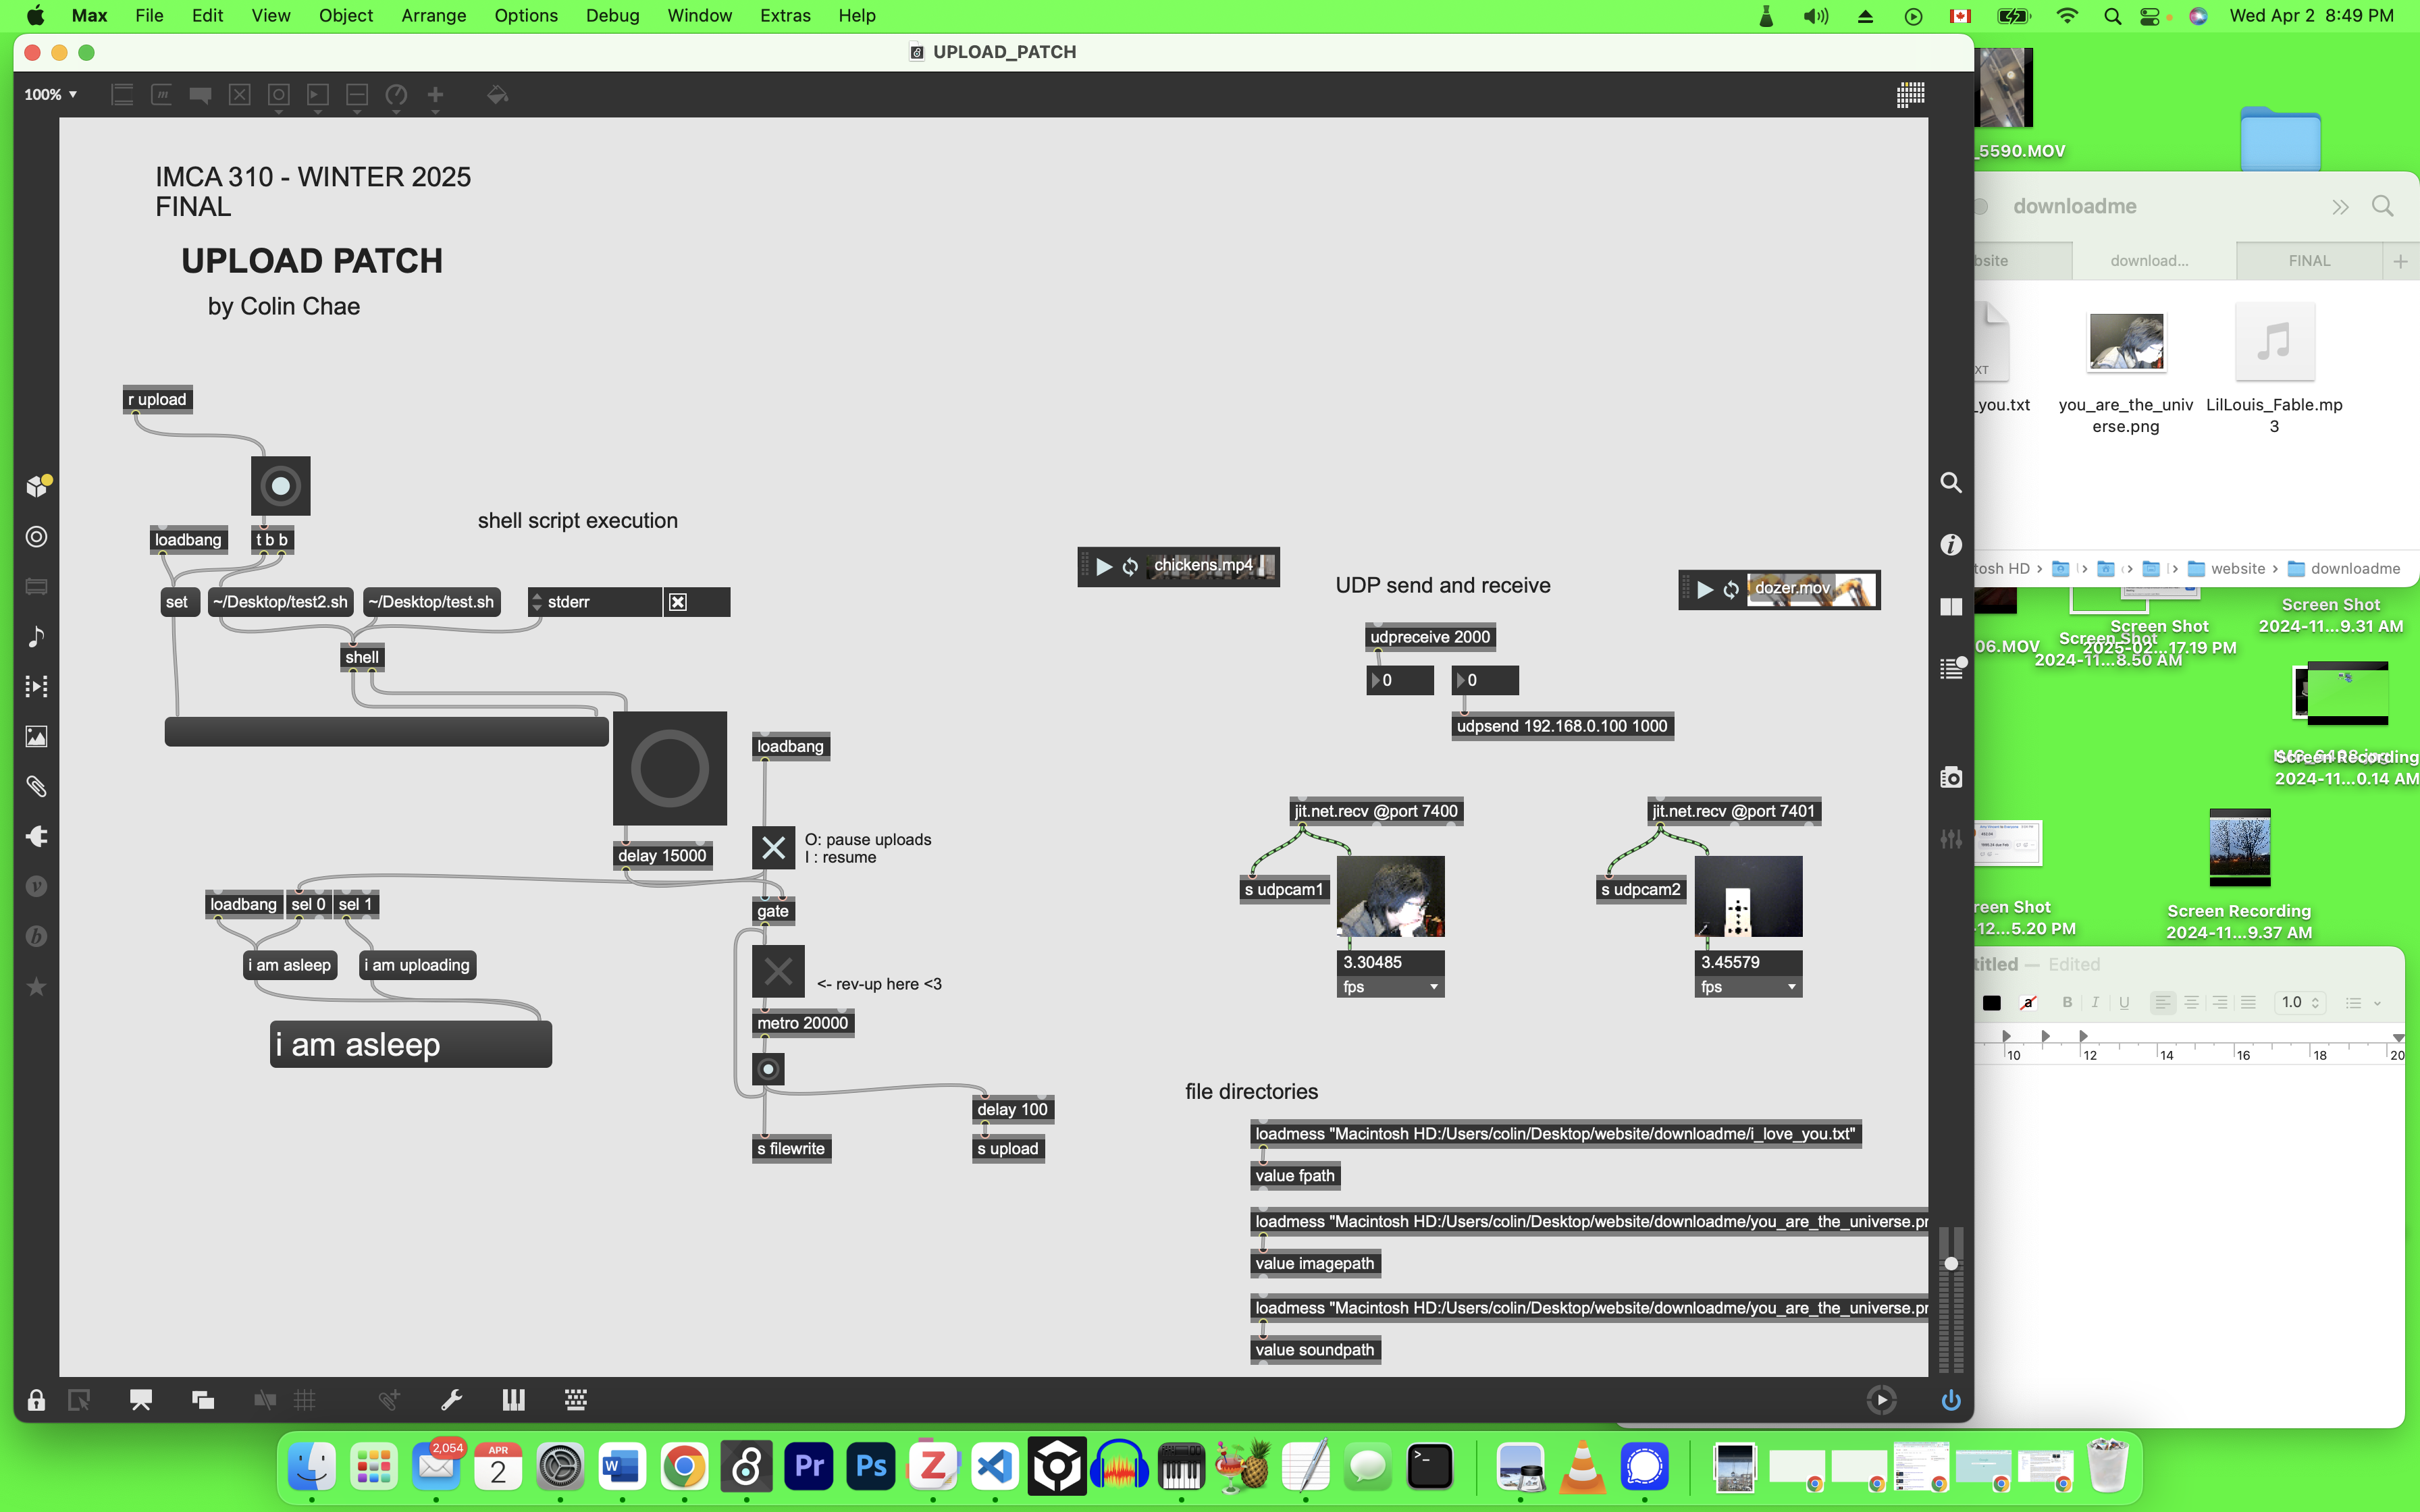 Max File Edit View Object Arrange Options Debug Window Extras Help
Wed Apr 2 8:49 PM
UPLOAD_PATCH
100%
IMCA 310 - WINTER 2025
FINAL
UPLOAD PATCH
by Colin Chae
r upload
shell script execution
loadbang
t b b
set
~/Desktop/test2.sh
~/Desktop/test.sh
stderr
shell
loadbang
O: pause uploads
I : resume
delay 15000
gate
loadbang
sel 0
sel 1
i am asleep
i am uploading
<- rev-up here <3
metro 20000
i am asleep
delay 100
s filewrite
s upload
chickens.mp4
UDP send and receive
dozer.mov
udpreceive 2000
0
0
udpsend 192.168.0.100 1000
jit.net.recv @port 7400
jit.net.recv @port 7401
s udpcam1
s udpcam2
3.30485
fps
3.45579
fps
file directories
loadmess "Macintosh HD:/Users/colin/Desktop/website/downloadme/i_love_you.txt"
value fpath
loadmess "Macintosh HD:/Users/colin/Desktop/website/downloadme/you_are_the_universe.pr
value imagepath
loadmess "Macintosh HD:/Users/colin/Desktop/website/downloadme/you_are_the_universe.pr
value soundpath
_5590.MOV
downloadme
bsite
download...
FINAL
XT
_you.txt
you_are_the_univ
erse.png
LilLouis_Fable.mp
3
tosh HD
website
downloadme
Screen Shot
2024-11...9.31 AM
06.MOV
Screen Shot
2025-02...17.19 PM
Screen Shot
2024-11...8.50 AM
Screen Recording
2024-11...0.14 AM
reen Shot
-12...5.20 PM
Screen Recording
2024-11...9.37 AM
titled — Edited
B I U
1.0
10 12 14 16 18 20
2,054
APR
2
W
Pr
Ps
Z
>_